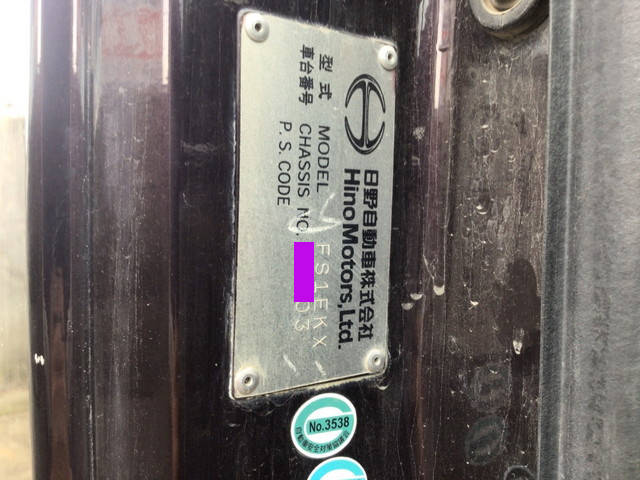 日野自動車株式会社
HinoMotors,Ltd.
型式 MODEL FS1EKX
車台番号 CHASSIS NO.
P.S.CODE 03
No.3538